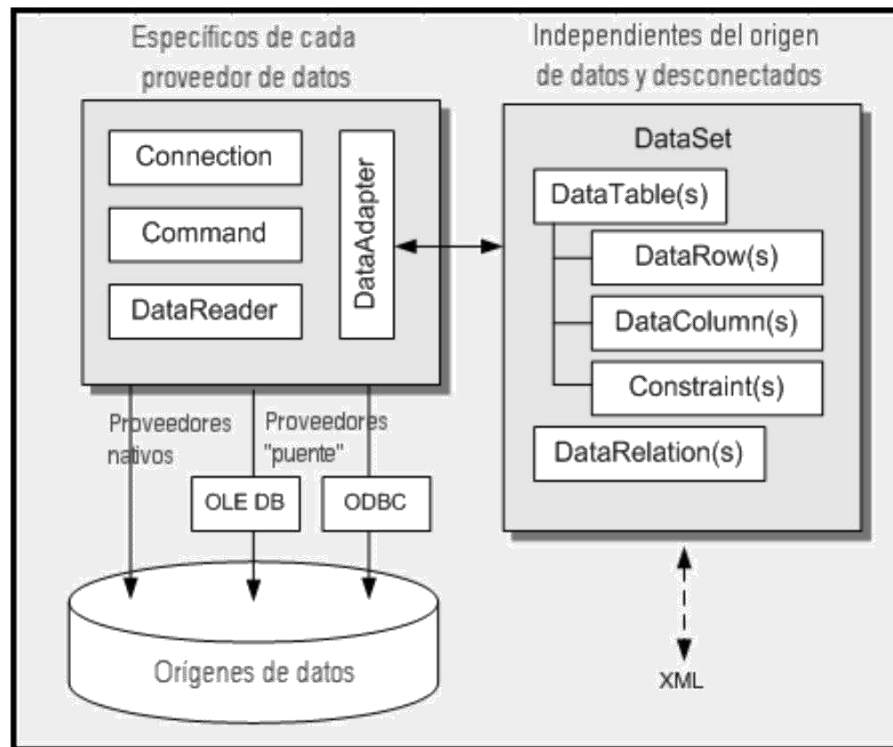 Específicos de cada
proveedor de datos
Independientes del origen
de datos y desconectados
Connection
Command
DataReader
DataAdapter
DataSet
DataTable(s)
DataRow(s)
DataColumn(s)
Constraint(s)
DataRelation(s)
Proveedores
nativos
Proveedores
"puente"
OLE DB
ODBC
Orígenes de datos
XML